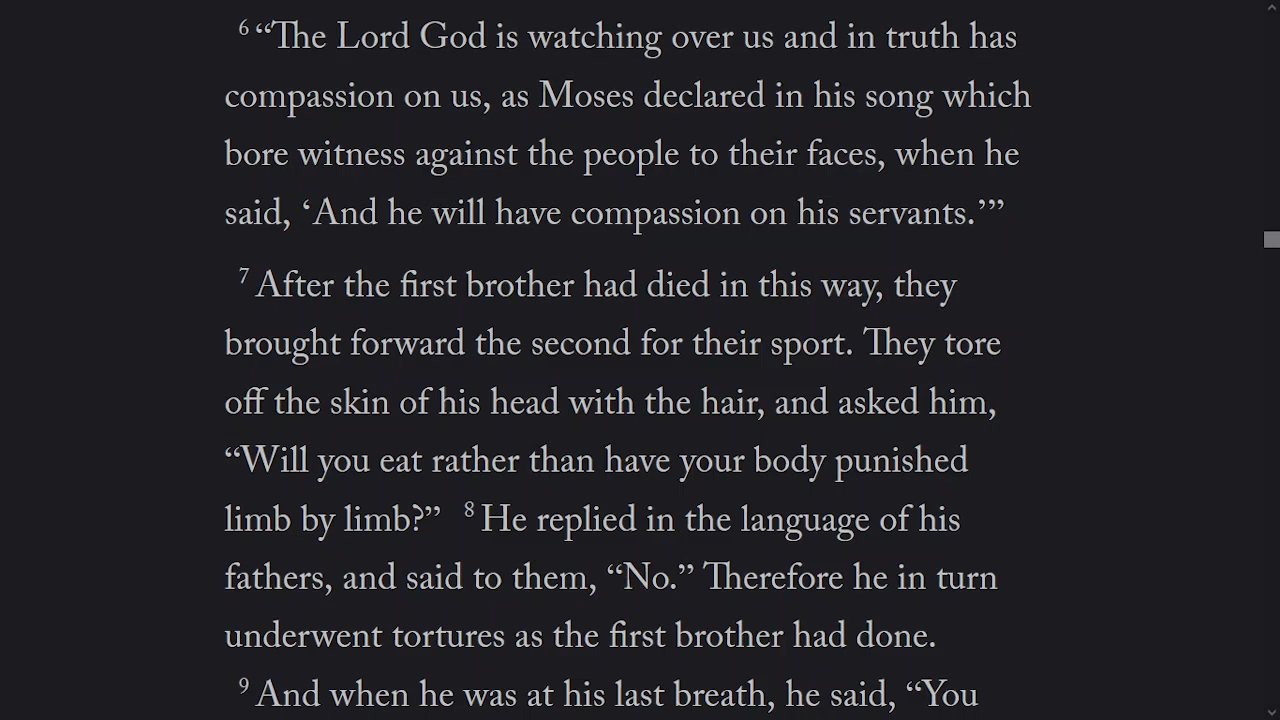 6 “The Lord God is watching over us and in truth has
compassion on us, as Moses declared in his song which
bore witness against the people to their faces, when he
said, ‘And he will have compassion on his servants.’”
7 After the first brother had died in this way, they
brought forward the second for their sport. They tore
off the skin of his head with the hair, and asked him,
“Will you eat rather than have your body punished
limb by limb?” 8 He replied in the language of his
fathers, and said to them, “No.” Therefore he in turn
underwent tortures as the first brother had done.
9 And when he was at his last breath, he said, “You